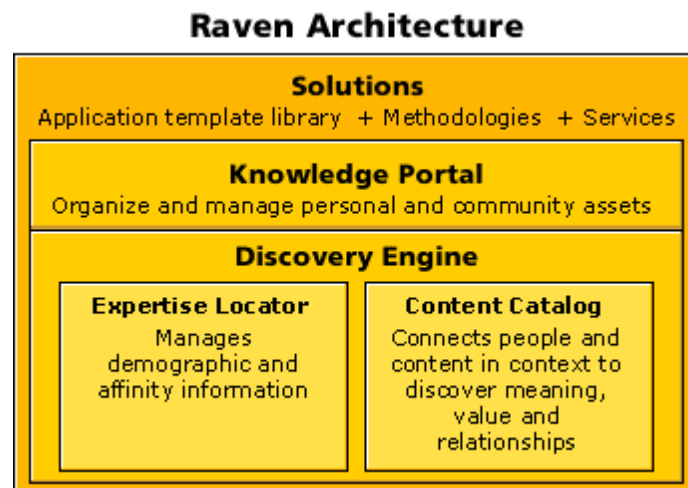 Raven Architecture
Solutions
Application template library + Methodologies + Services
Knowledge Portal
Organize and manage personal and community assets
Discovery Engine
Expertise Locator
Manages
demographic and
affinity information
Content Catalog
Connects people and
content in context to
discover meaning,
value and
relationships